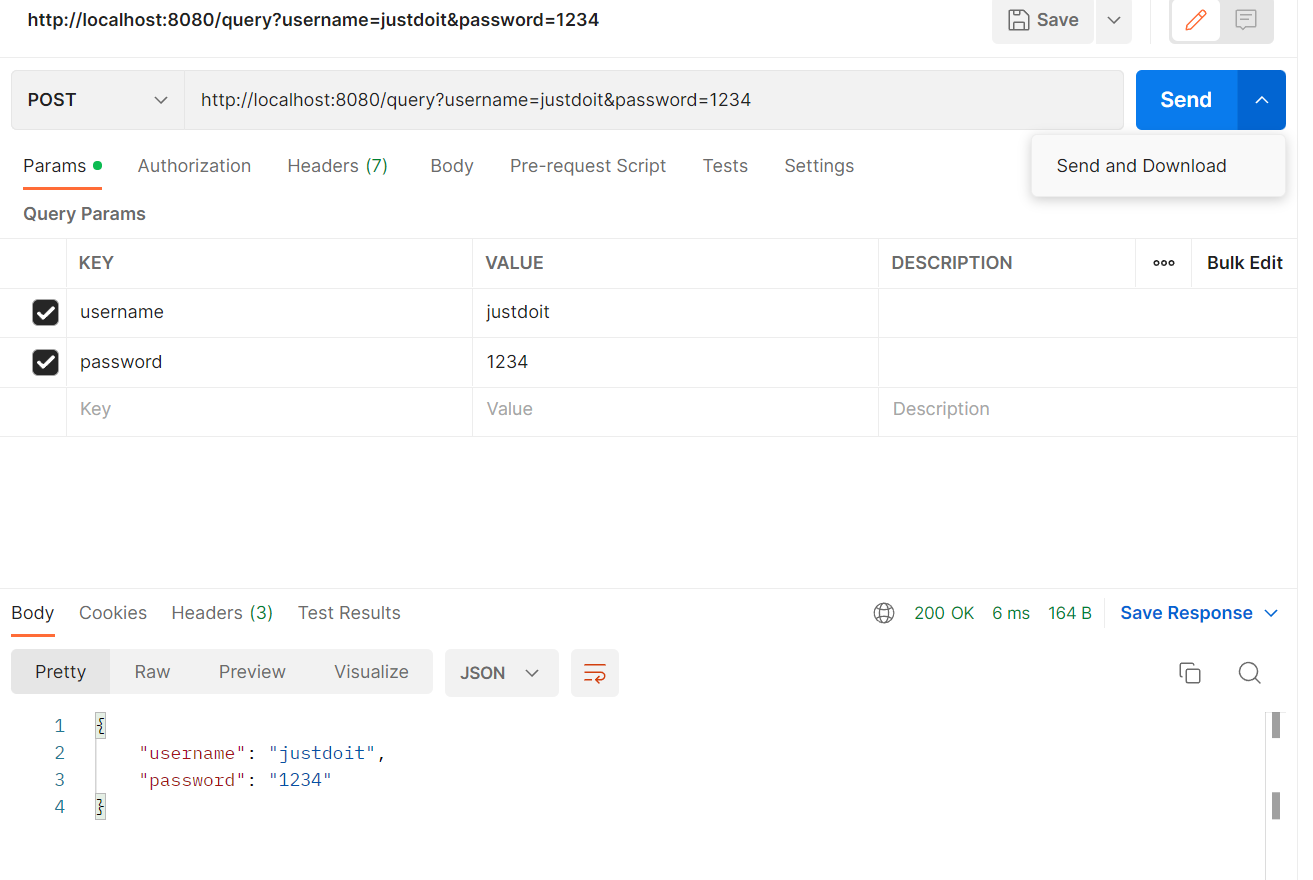 http://localhost:8080/query?username=justdoit&password=1234 Save
POST http://localhost:8080/query?username=justdoit&password=1234 Send
Params Authorization Headers (7) Body Pre-request Script Tests Settings Send and Download
Query Params
KEY VALUE DESCRIPTION Bulk Edit
username justdoit
password 1234
Key Value Description
Body Cookies Headers (3) Test Results 200 OK 6 ms 164 B Save Response
Pretty Raw Preview Visualize JSON
1 {
2 "username": "justdoit",
3 "password": "1234"
4 }